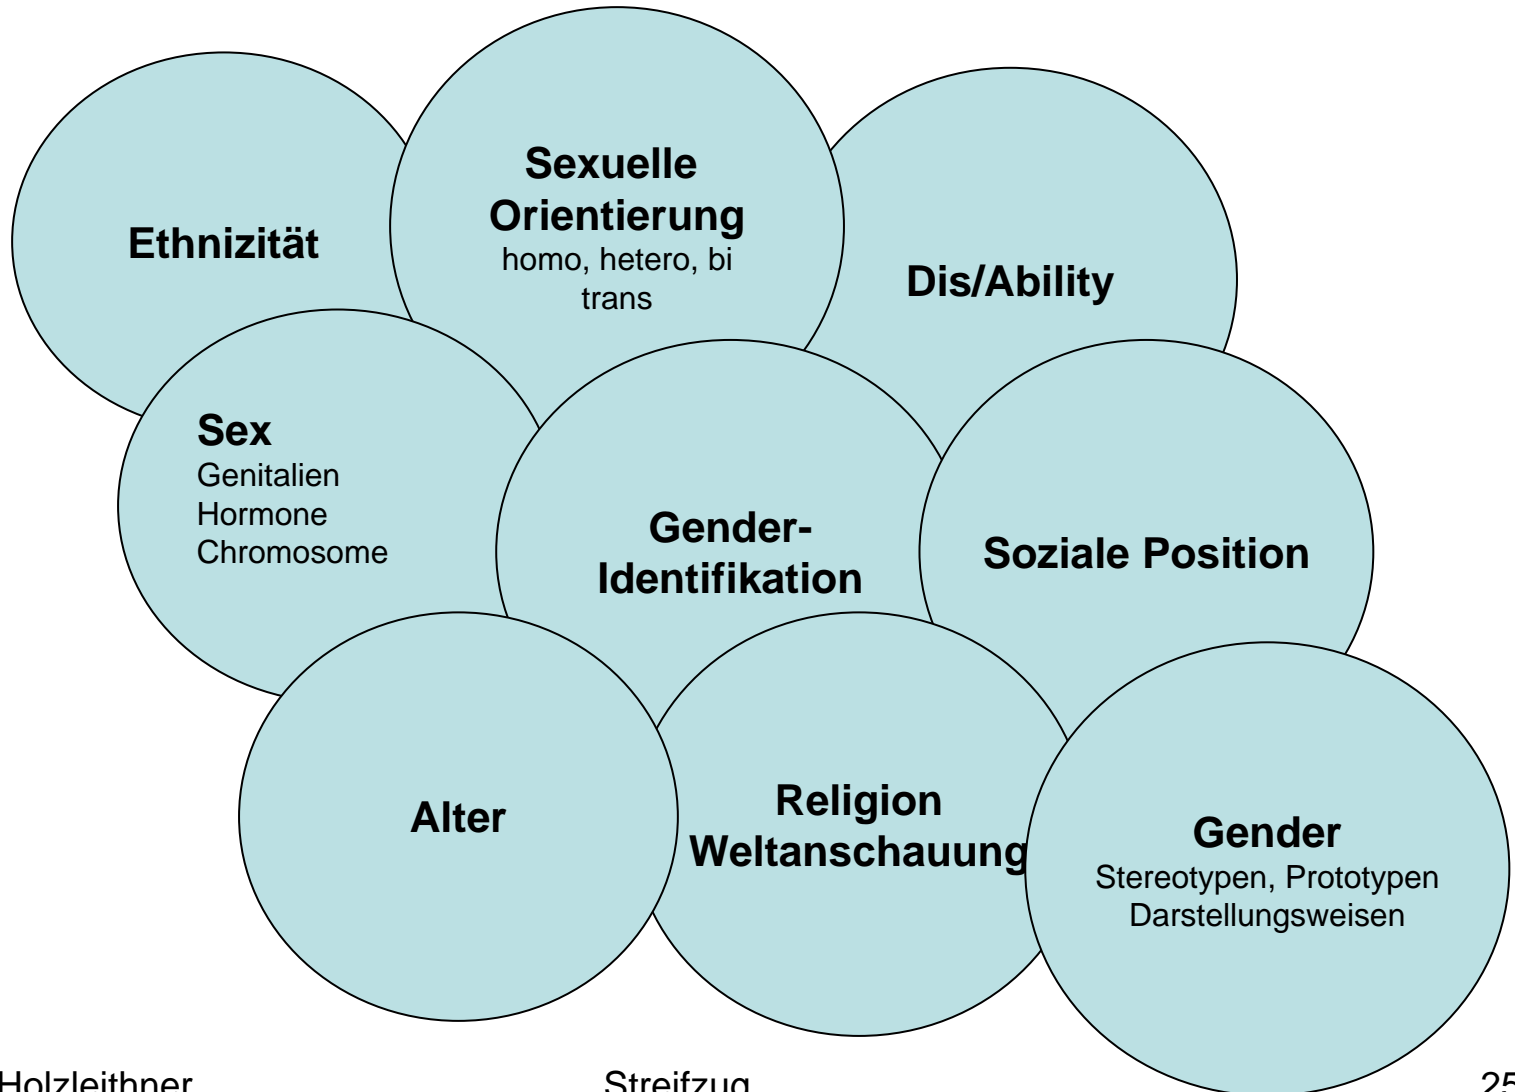 Ethnizität
Sexuelle
Orientierung
homo, hetero, bi
trans
Dis/Ability
Sex
Genitalien
Hormone
Chromosome
Gender-
Identifikation
Soziale Position
Alter
Religion
Weltanschauung
Gender
Stereotypen, Prototypen
Darstellungsweisen
Holzleithner
Streifzug
25